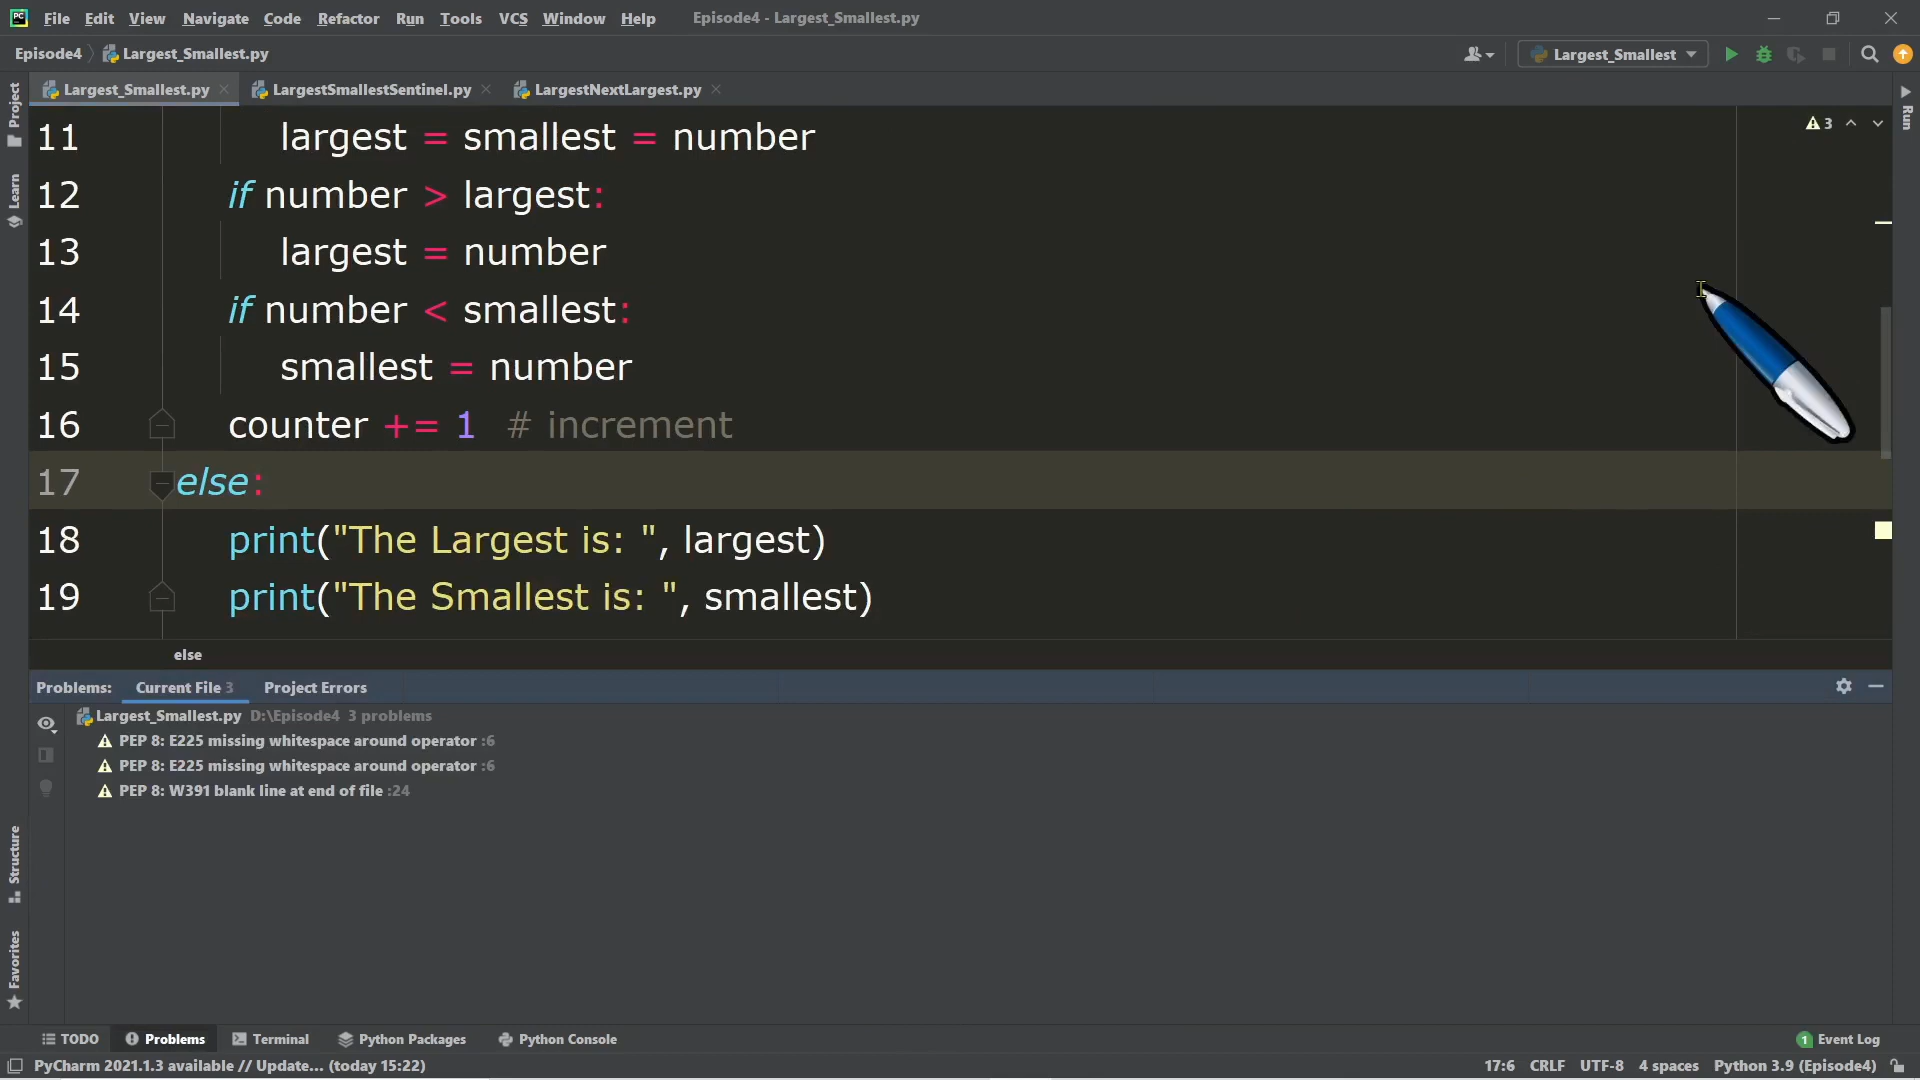 PC File Edit View Navigate Code Refactor Run Tools VCS Window Help Episode4 - Largest_Smallest.py
Episode4 Largest_Smallest.py Largest_Smallest
Largest_Smallest.py LargestSmallestSentinel.py LargestNextLargest.py
Project
Learn
Structure
Favorites
Run
3
11 largest = smallest = number
12 if number > largest:
13 largest = number
14 if number < smallest:
15 smallest = number
16 counter += 1 # increment
17 else:
18 print("The Largest is: ", largest)
19 print("The Smallest is: ", smallest)
else
Problems: Current File 3 Project Errors
Largest_Smallest.py D:\Episode4 3 problems
PEP 8: E225 missing whitespace around operator :6
PEP 8: E225 missing whitespace around operator :6
PEP 8: W391 blank line at end of file :24
TODO Problems Terminal Python Packages Python Console 1 Event Log
PyCharm 2021.1.3 available // Update... (today 15:22) 17:6 CRLF UTF-8 4 spaces Python 3.9 (Episode4)